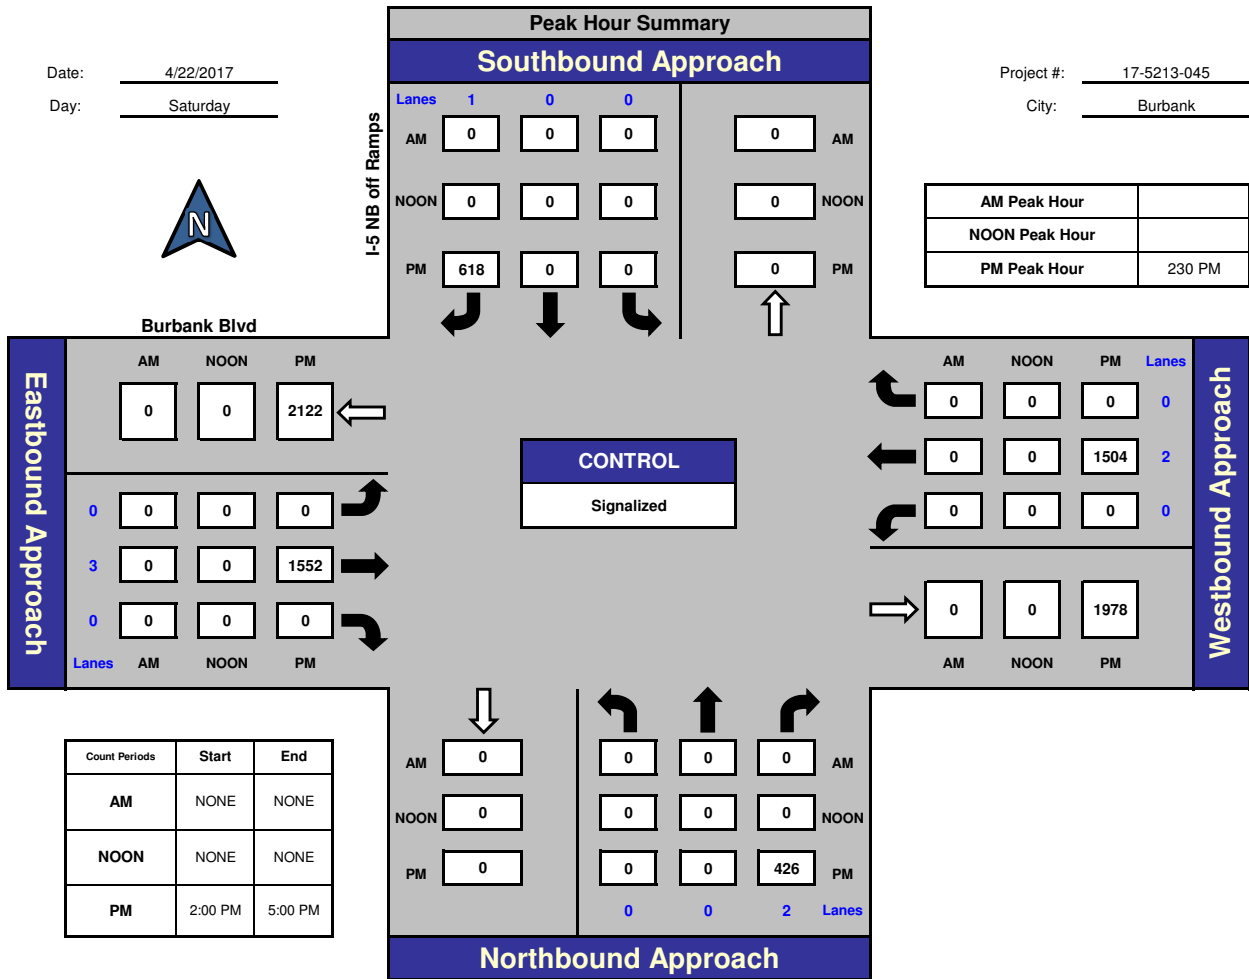 Peak Hour Summary
Southbound Approach
Date: 4/22/2017
Day: Saturday
Project #: 17-5213-045
City: Burbank
N
I-5 NB off Ramps
Lanes 1 0 0
AM 0 0 0 0 AM
NOON 0 0 0 0 NOON
PM 618 0 0 0 PM
AM Peak Hour
NOON Peak Hour
PM Peak Hour 230 PM
Burbank Blvd
Eastbound Approach
AM NOON PM
0 0 2122
0 0 0 0
3 0 0 1552
0 0 0 0
Lanes AM NOON PM
CONTROL
Signalized
AM NOON PM Lanes
0 0 0 0
0 0 1504 2
0 0 0 0
0 0 1978
AM NOON PM
Westbound Approach
Count Periods Start End
AM NONE NONE
NOON NONE NONE
PM 2:00 PM 5:00 PM
AM 0 0 0 0 AM
NOON 0 0 0 0 NOON
PM 0 0 0 426 PM
0 0 2 Lanes
Northbound Approach